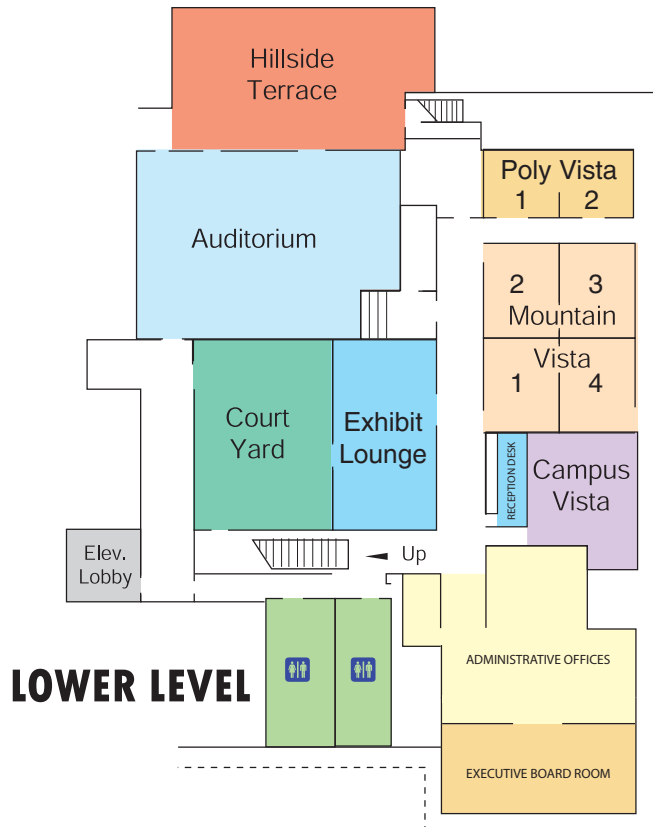 Hillside
Terrace
Poly Vista
1 2
Auditorium
2 3
Mountain
Vista
1 4
Court
Yard
Exhibit
Lounge
RECEPTION DESK
Campus
Vista
Elev.
Lobby
Up
LOWER LEVEL
ADMINISTRATIVE OFFICES
EXECUTIVE BOARD ROOM